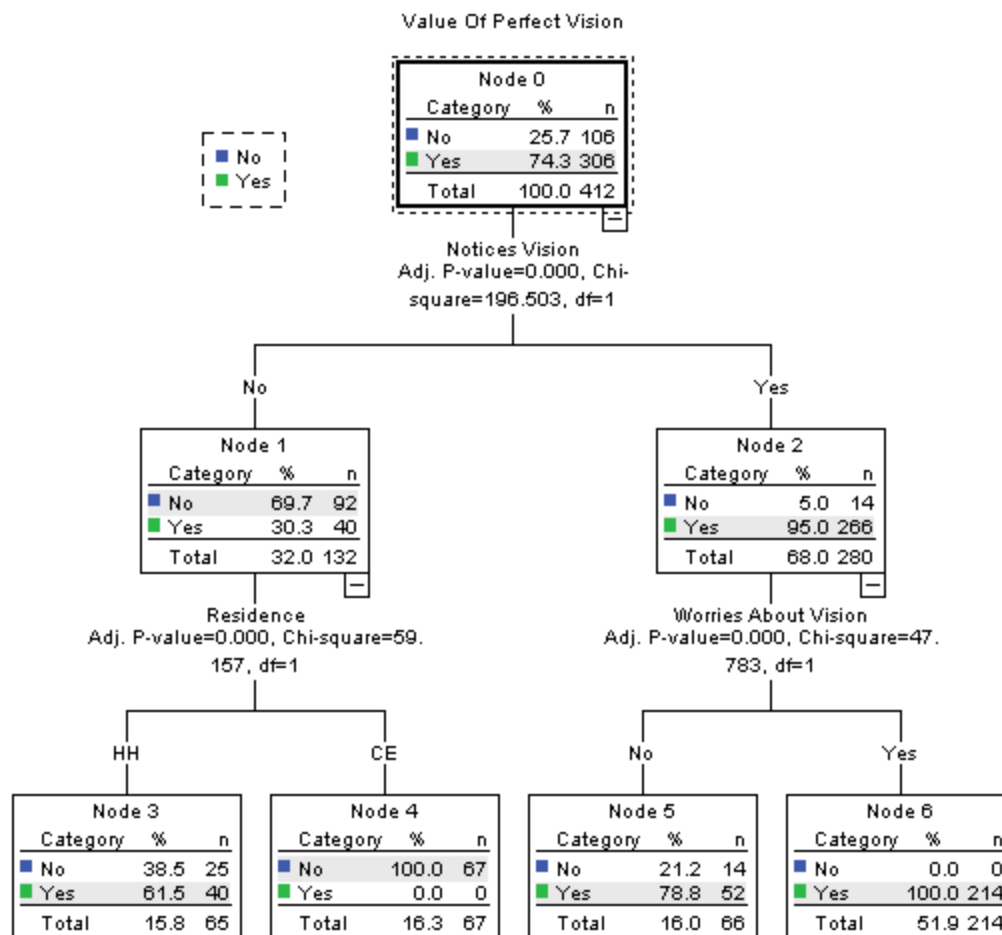 Value Of Perfect Vision
Node 0
Category % n
No 25.7 106
Yes 74.3 306
Total 100.0 412
No
Yes
Notices Vision
Adj. P-value=0.000, Chi-
square=196.503, df=1
No
Yes
Node 1
Category % n
No 69.7 92
Yes 30.3 40
Total 32.0 132
Node 2
Category % n
No 5.0 14
Yes 95.0 266
Total 68.0 280
Residence
Adj. P-value=0.000, Chi-square=59.
157, df=1
Worries About Vision
Adj. P-value=0.000, Chi-square=47.
783, df=1
HH
CE
No
Yes
Node 3
Category % n
No 38.5 25
Yes 61.5 40
Total 15.8 65
Node 4
Category % n
No 100.0 67
Yes 0.0 0
Total 16.3 67
Node 5
Category % n
No 21.2 14
Yes 78.8 52
Total 16.0 66
Node 6
Category % n
No 0.0 0
Yes 100.0 214
Total 51.9 214